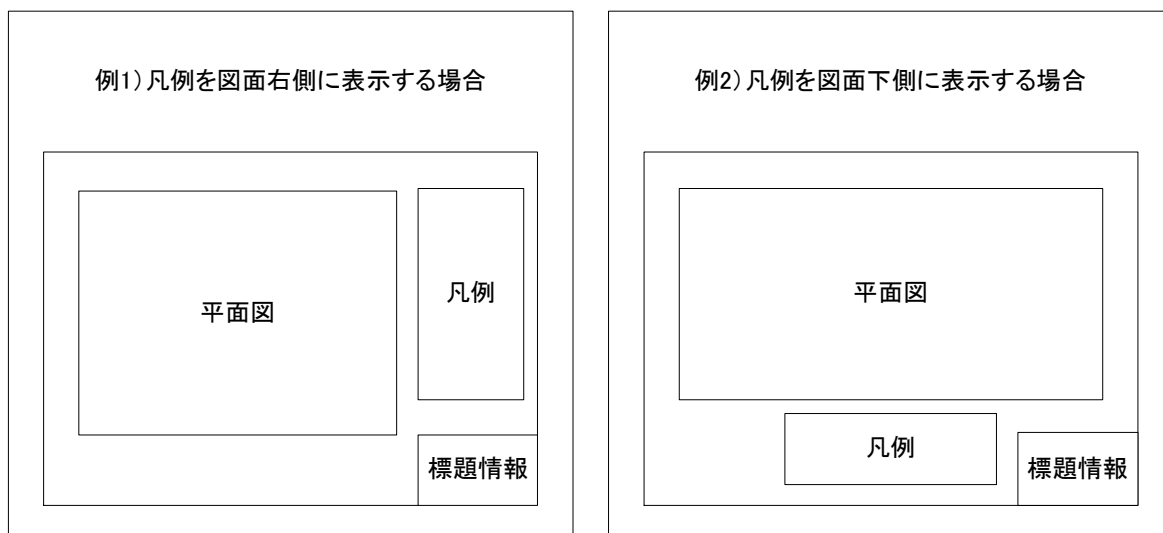 例1)凡例を図面右側に表示する場合
平面図
凡例
標題情報
例2)凡例を図面下側に表示する場合
平面図
凡例
標題情報